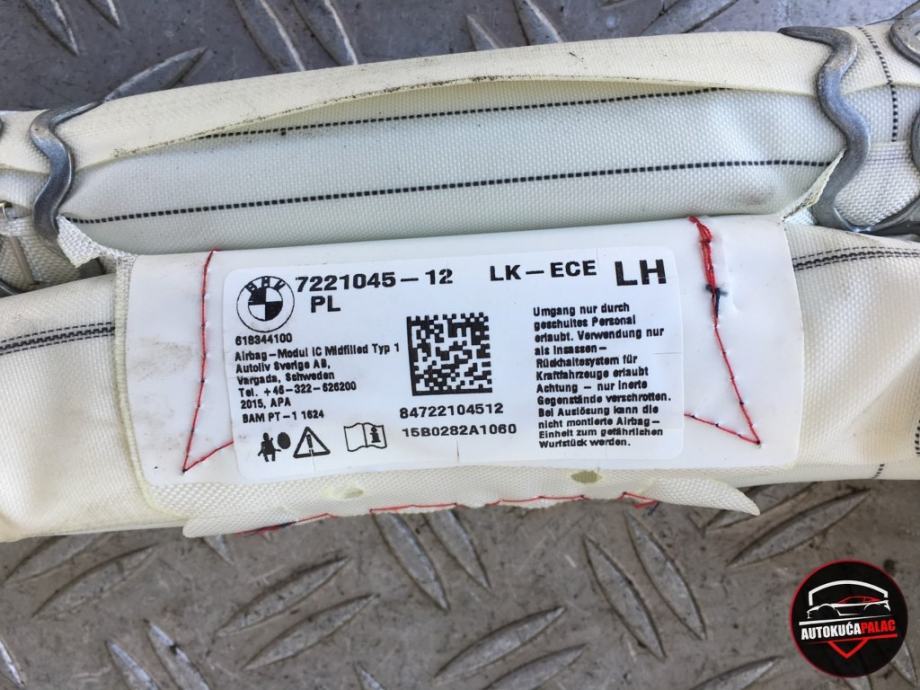 BMW
7221045-12 LK-ECE LH
PL
618344100
Airbag-Modul IC Midfilled Typ 1
Autoliv Sverige AB,
Vargada, Schweden
Tel. +46-322-626200
2015, APA
BAM PT-1 1624
84722104512
15B0282A1060
Umgang nur durch
geschultes Personal
erlaubt. Verwendung nur
als Insassen-
Rückhaltesystem für
Kraftfahrzeuge erlaubt
Achtung - nur inerte
Gegenstände verschrotten.
Bei Auslösung kann die
nicht montierte Airbag-
Einheit zum gefährlichen
Wurfstück werden.
AUTOKUĆAPALAC